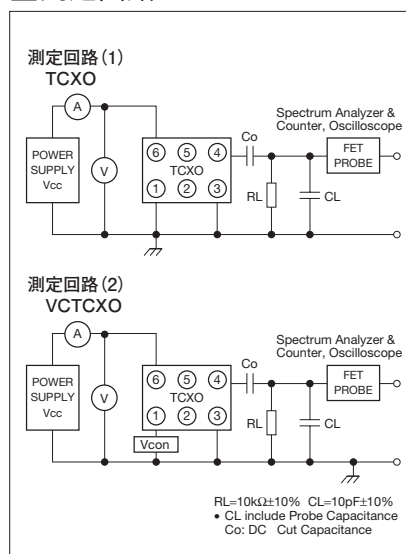 測定回路(1)
TCXO
A
POWER
SUPPLY
Vcc
V
6 5 4
TCXO
1 2 3
Co
RL
CL
Spectrum Analyzer &
Counter, Oscilloscope
FET
PROBE
測定回路(2)
VCTCXO
A
POWER
SUPPLY
Vcc
V
6 5 4
TCXO
1 2 3
Vcon
Co
RL
CL
Spectrum Analyzer &
Counter, Oscilloscope
FET
PROBE
RL=10kΩ±10% CL=10pF±10%
• CL include Probe Capacitance
Co: DC Cut Capacitance